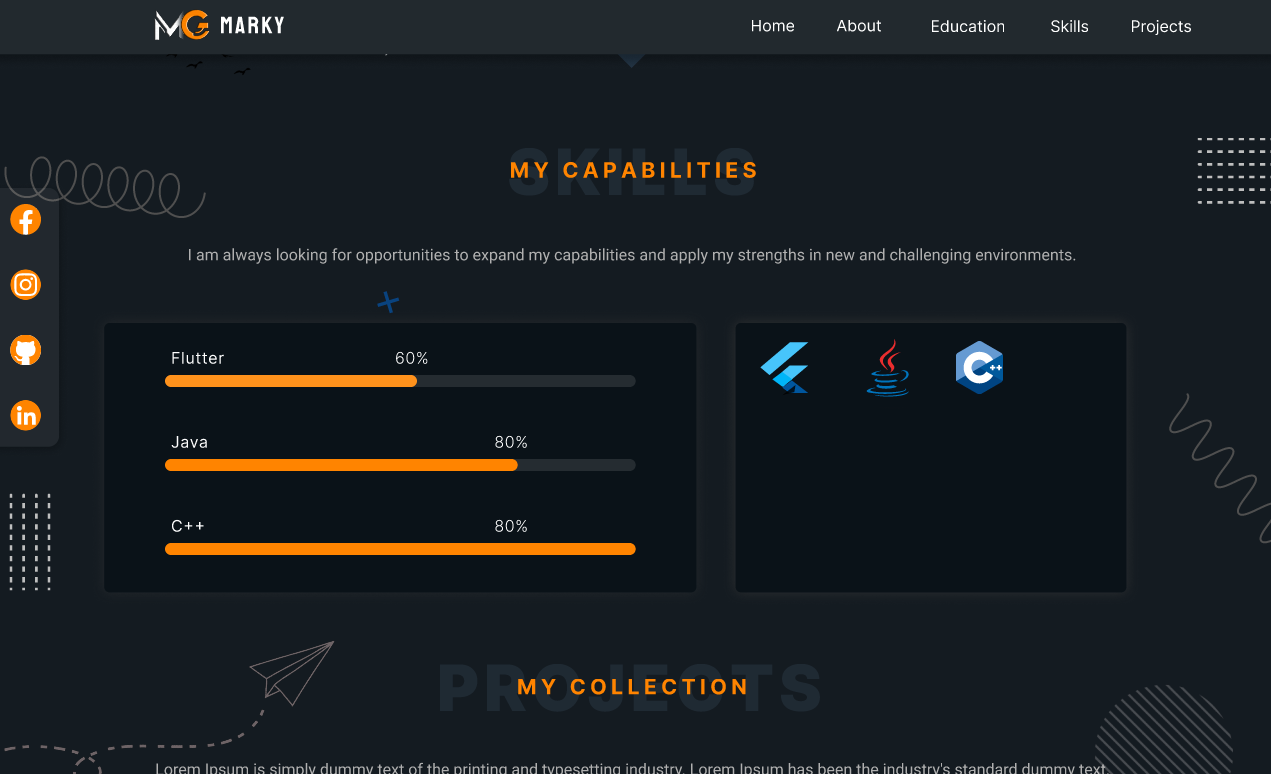 MG MARKY
Home About Education Skills Projects
SKILLS
MY CAPABILITIES
I am always looking for opportunities to expand my capabilities and apply my strengths in new and challenging environments.
Flutter 60%
Java 80%
C++ 80%
C++
PROJECTS
MY COLLECTION
Lorem Ipsum is simply dummy text of the printing and typesetting industry. Lorem Ipsum has been the industry's standard dummy text